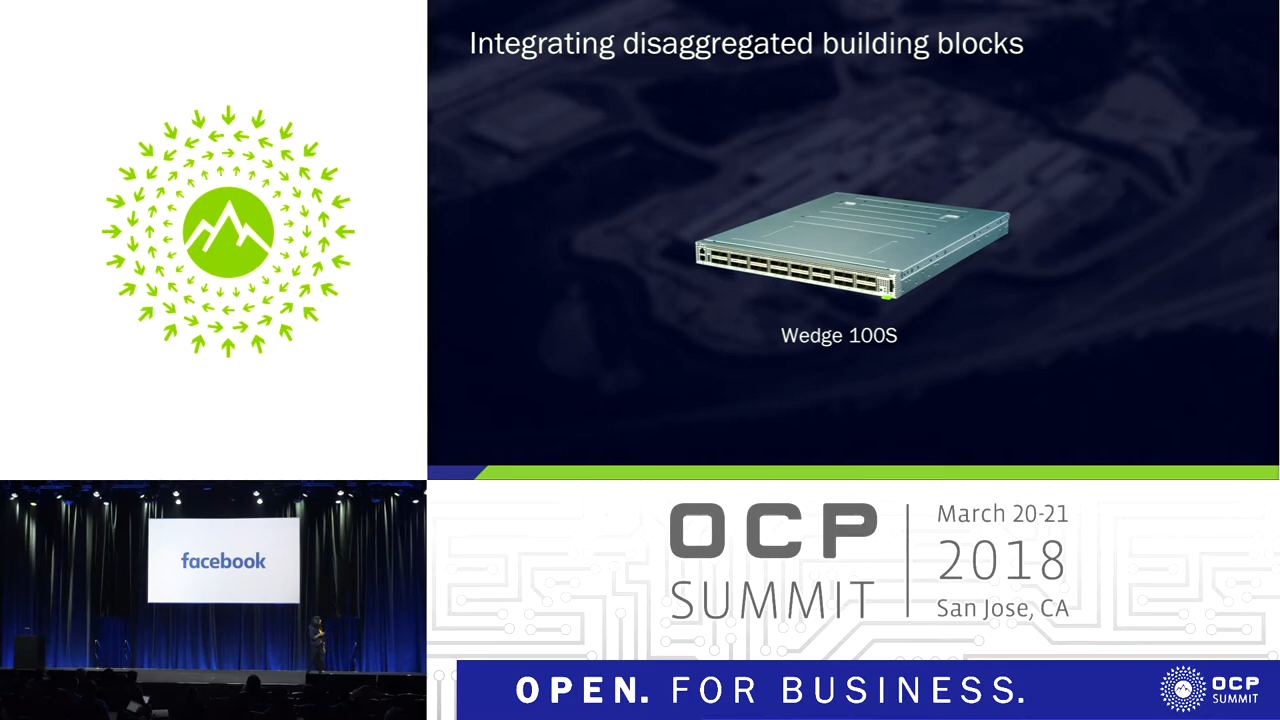 Integrating disaggregated building blocks
Wedge 100S
facebook
OCP
SUMMIT
March 20-21
2018
San Jose, CA
OPEN. FOR BUSINESS.
OCP
SUMMIT